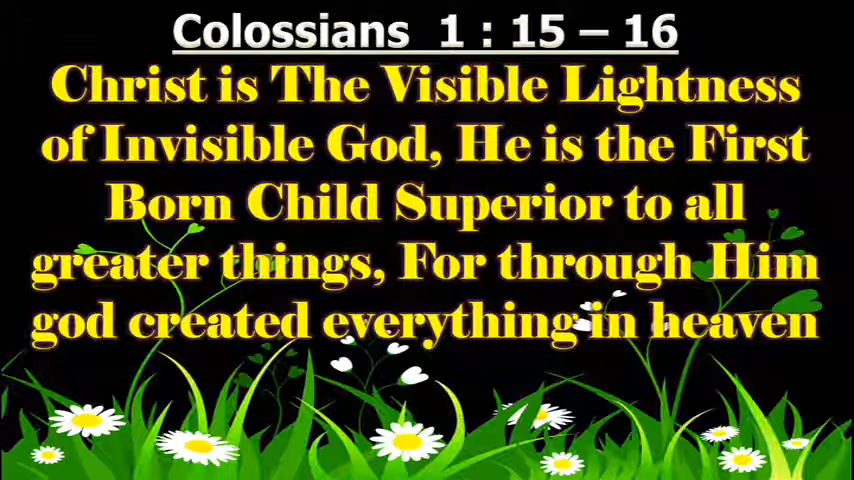 Colossians 1 : 15 – 16
Christ is The Visible Lightness
of Invisible God, He is the First
Born Child Superior to all
greater things, For through Him
god created everything in heaven